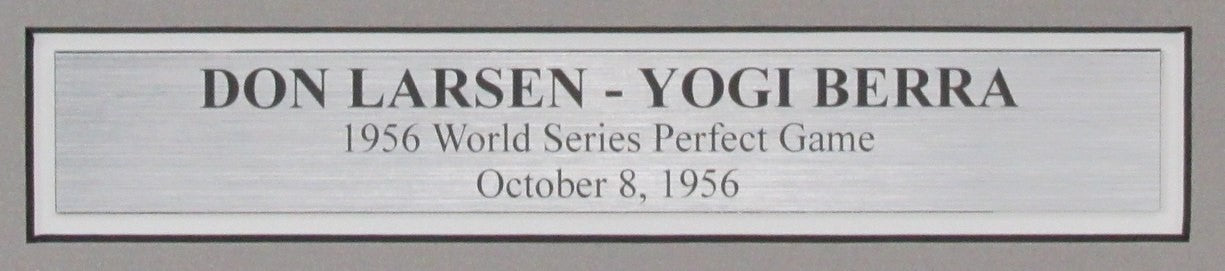 DON LARSEN - YOGI BERRA
1956 World Series Perfect Game
October 8, 1956